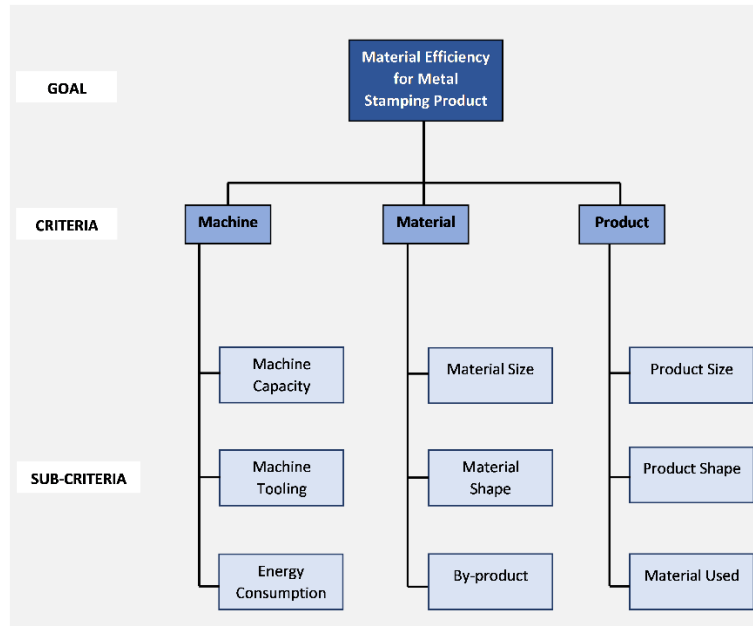 GOAL
Material Efficiency
for Metal
Stamping Product
CRITERIA
Machine
Material
Product
SUB-CRITERIA
Machine
Capacity
Material Size
Product Size
Machine
Tooling
Material
Shape
Product Shape
Energy
Consumption
By-product
Material Used